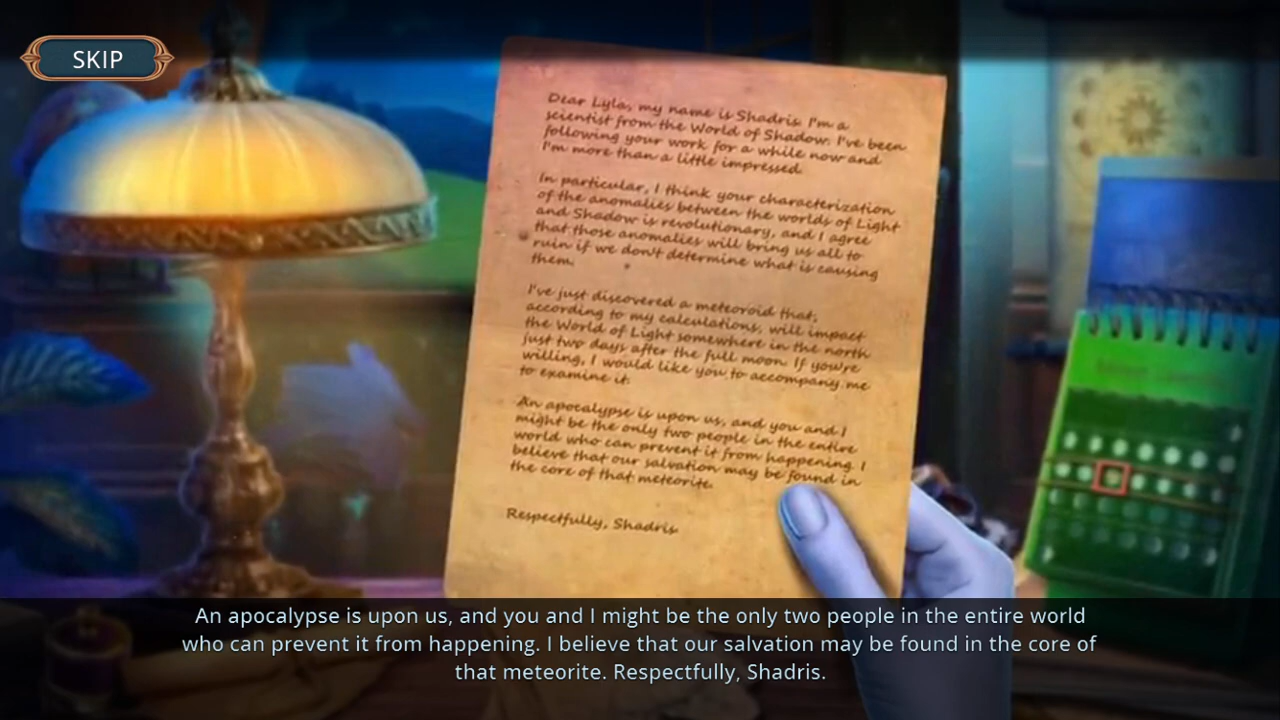 SKIP
Dear Lyla, my name is Shadris. I'm a
scientist from the World of Shadow. I've been
following your work for a while now and
I'm more than a little impressed.
In particular, I think your characterization
of the anomalies between the worlds of Light
and Shadow is revolutionary, and I agree
that those anomalies will bring us all to
ruin if we don't determine what is causing
them.
I've just discovered a meteoroid that,
according to my calculations, will impact
the World of Light somewhere in the north
just two days after the full moon. If you're
willing, I would like you to accompany me
to examine it.
An apocalypse is upon us, and you and I
might be the only two people in the entire
world who can prevent it from happening. I
believe that our salvation may be found in
the core of that meteorite.
Respectfully, Shadris.
An apocalypse is upon us, and you and I might be the only two people in the entire world
who can prevent it from happening. I believe that our salvation may be found in the core of
that meteorite. Respectfully, Shadris.